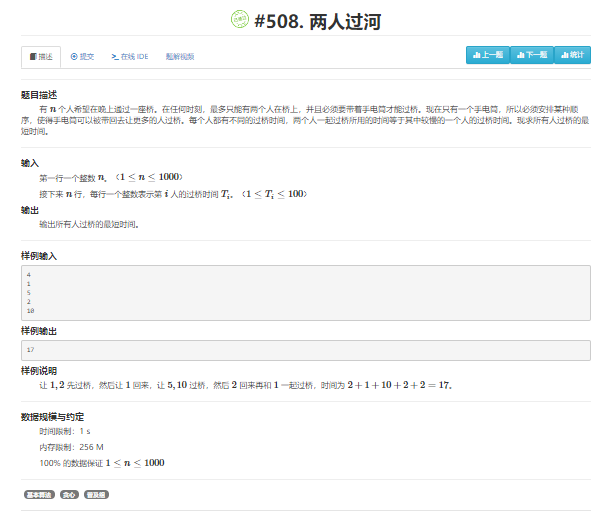 #508. 两人过河
描述 提交 在线 IDE 题解视频 上一题 下一题 统计
题目描述
有 n 个人希望在晚上通过一座桥。在任何时刻，最多只能有两个人在桥上，并且必须要带着手电筒才能过桥。现在只有一个手电筒，所以必须安排某种顺
序，使得手电筒可以被带回去让更多的人过桥。每个人都有不同的过桥时间，两个人一起过桥所用的时间等于其中较慢的一个人的过桥时间。现求所有人过桥的最
短时间。
输入
第一行一个整数 n。（1 ≤ n ≤ 1000）
接下来 n 行，每行一个整数表示第 i 人的过桥时间 Tᵢ。（1 ≤ Tᵢ ≤ 100）
输出
输出所有人过桥的最短时间。
样例输入
4
1
5
2
10
样例输出
17
样例说明
让 1, 2 先过桥，然后让 1 回来，让 5, 10 过桥，然后 2 回来再和 1 一起过桥，时间为 2 + 1 + 10 + 2 + 2 = 17。
数据规模与约定
时间限制：1 s
内存限制：256 M
100% 的数据保证 1 ≤ n ≤ 1000
贪心 普及组